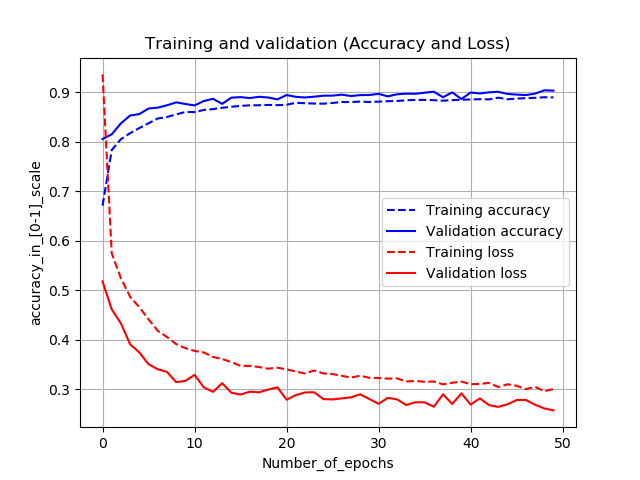 Training and validation (Accuracy and Loss)
accuracy_in_[0-1]_scale
0.9
0.8
0.7
0.6
0.5
0.4
0.3
Training accuracy
Validation accuracy
Training loss
Validation loss
0 10 20 30 40 50
Number_of_epochs